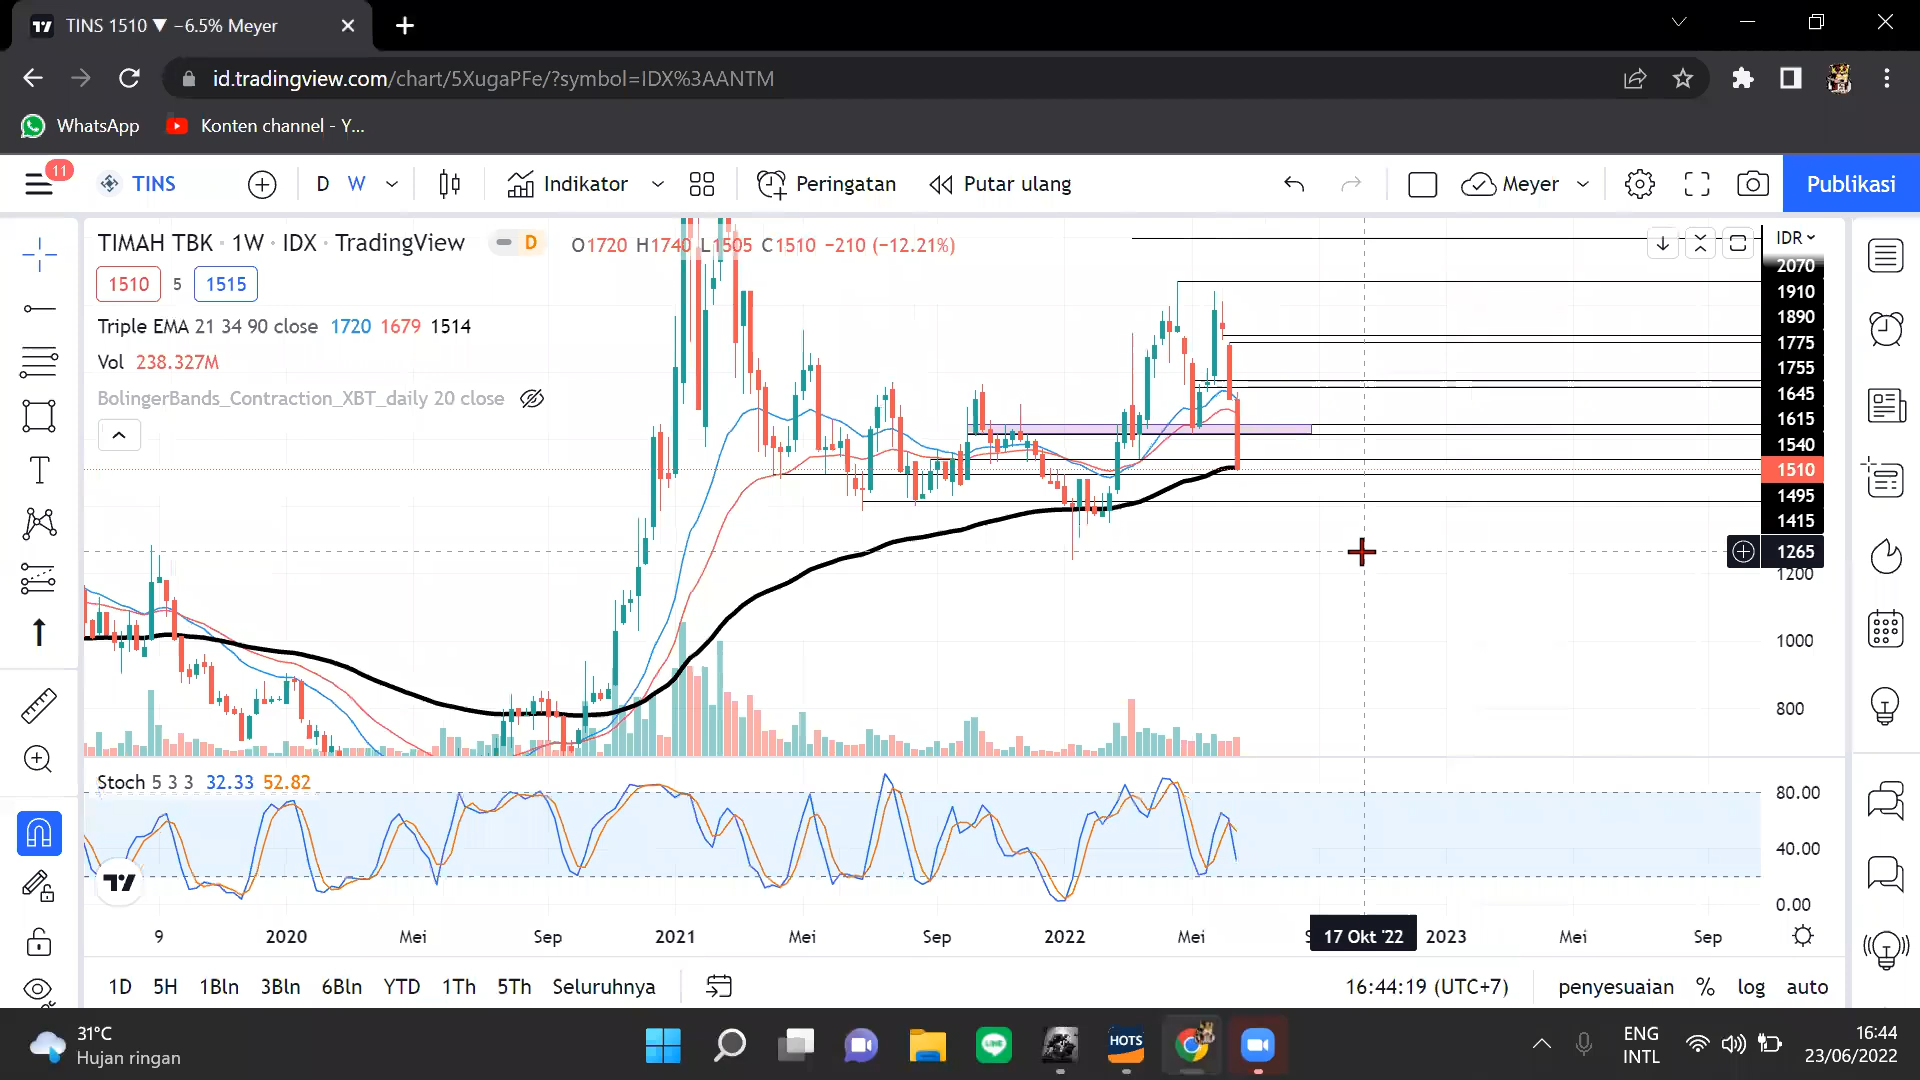 TINS 1510 ▼ −6.5% Meyer
id.tradingview.com/chart/5XugaPFe/?symbol=IDX%3AANTM
WhatsApp Konten channel - Y...
11
TINS D W Indikator Peringatan Putar ulang Meyer Publikasi
TIMAH TBK · 1W · IDX · TradingView D O1720 H1740 L1505 C1510 −210 (−12.21%)
IDR
1510 5 1515
Triple EMA 21 34 90 close 1720 1679 1514
Vol 238.327M
BolingerBands_Contraction_XBT_daily 20 close
2070
1910
1890
1775
1755
1645
1615
1540
1510
1495
1415
1265
1200
1000
800
Stoch 5 3 3 32.33 52.82
80.00
40.00
0.00
9 2020 Mei Sep 2021 Mei Sep 2022 Mei 17 Okt '22 2023 Mei Sep
1D 5H 1Bln 3Bln 6Bln YTD 1Th 5Th Seluruhnya 16:44:19 (UTC+7) penyesuaian % log auto
31°C
Hujan ringan
HOTS
ENG
INTL
16:44
23/06/2022